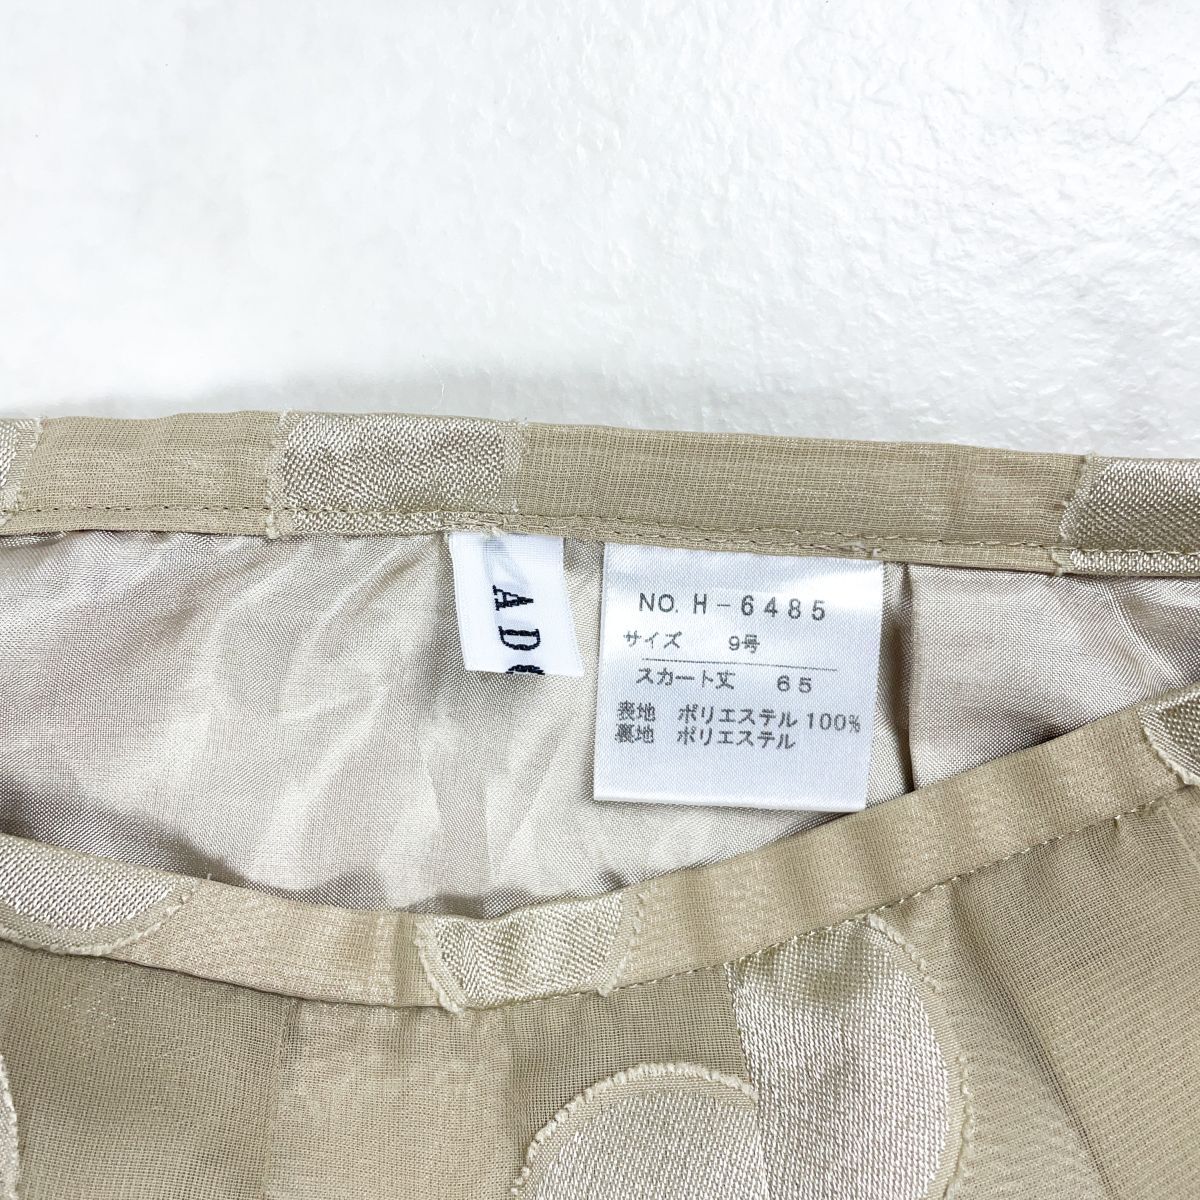 NO. H-6485
サイズ 9号
スカート丈 65
表地 ポリエステル 100%
裏地 ポリエステル